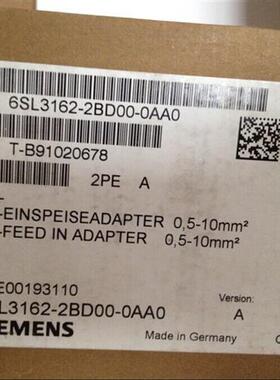 6SL3162-2BD00-0AA0
T-B91020678
2PE A
-EINSPEISEADAPTER 0,5-10mm²
-FEED IN ADAPTER 0,5-10mm²
E00193110
L3162-2BD00-0AA0
Version:
A
EMENS
Made in Germany